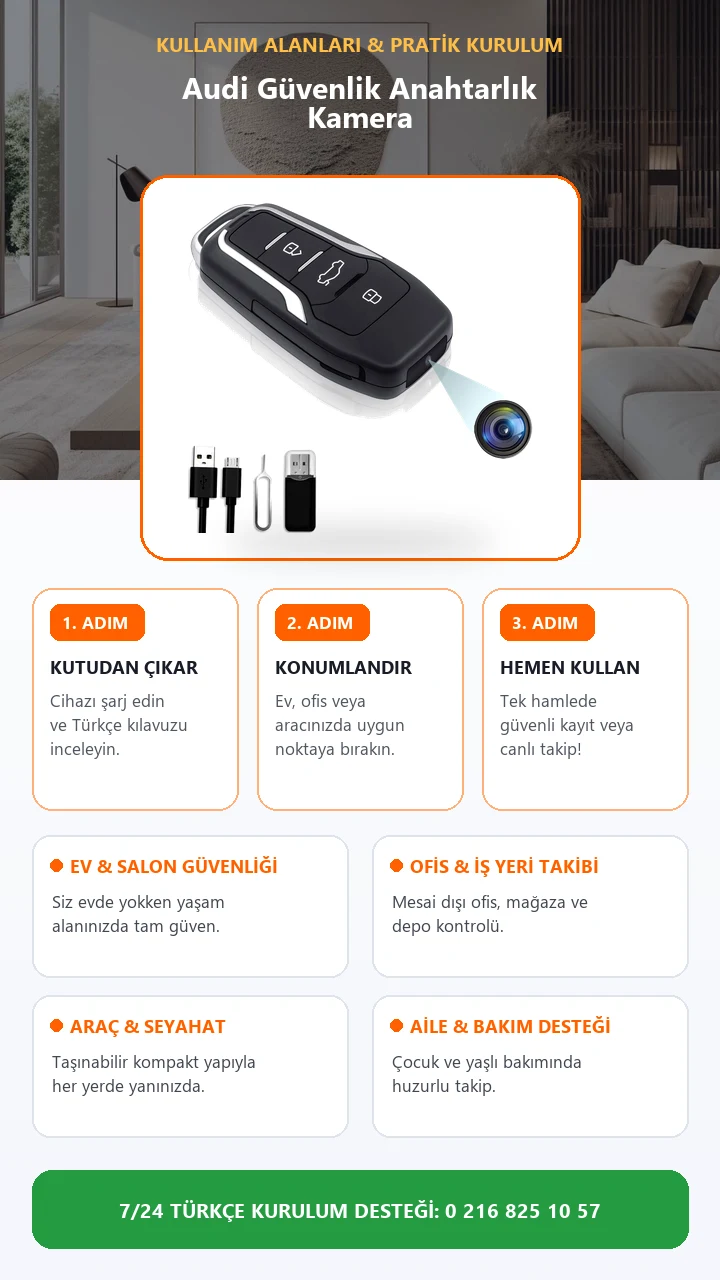 KULLANIM ALANLARI & PRATİK KURULUM
Audi Güvenlik Anahtarlık
Kamera
1. ADIM
KUTUDAN ÇIKAR
Cihazı şarj edin
ve Türkçe kılavuzu
inceleyin.
2. ADIM
KONUMLANDIR
Ev, ofis veya
aracınızda uygun
noktaya bırakın.
3. ADIM
HEMEN KULLAN
Tek hamlede
güvenli kayıt veya
canlı takip!
EV & SALON GÜVENLİĞİ
Siz evde yokken yaşam
alanınızda tam güven.
OFİS & İŞ YERİ TAKİBİ
Mesai dışı ofis, mağaza ve
depo kontrolü.
ARAÇ & SEYAHAT
Taşınabilir kompakt yapıyla
her yerde yanınızda.
AİLE & BAKIM DESTEĞİ
Çocuk ve yaşlı bakımında
huzurlu takip.
7/24 TÜRKÇE KURULUM DESTEĞİ: 0 216 825 10 57